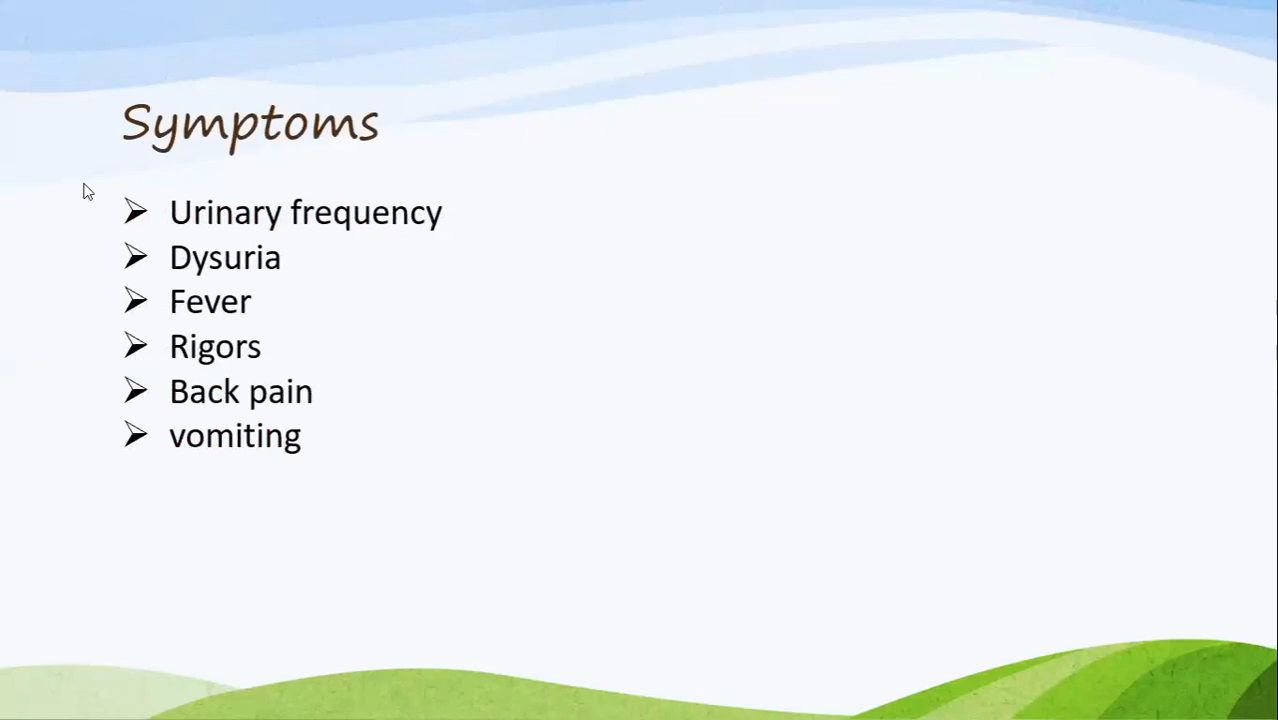 Symptoms
Urinary frequency
Dysuria
Fever
Rigors
Back pain
vomiting